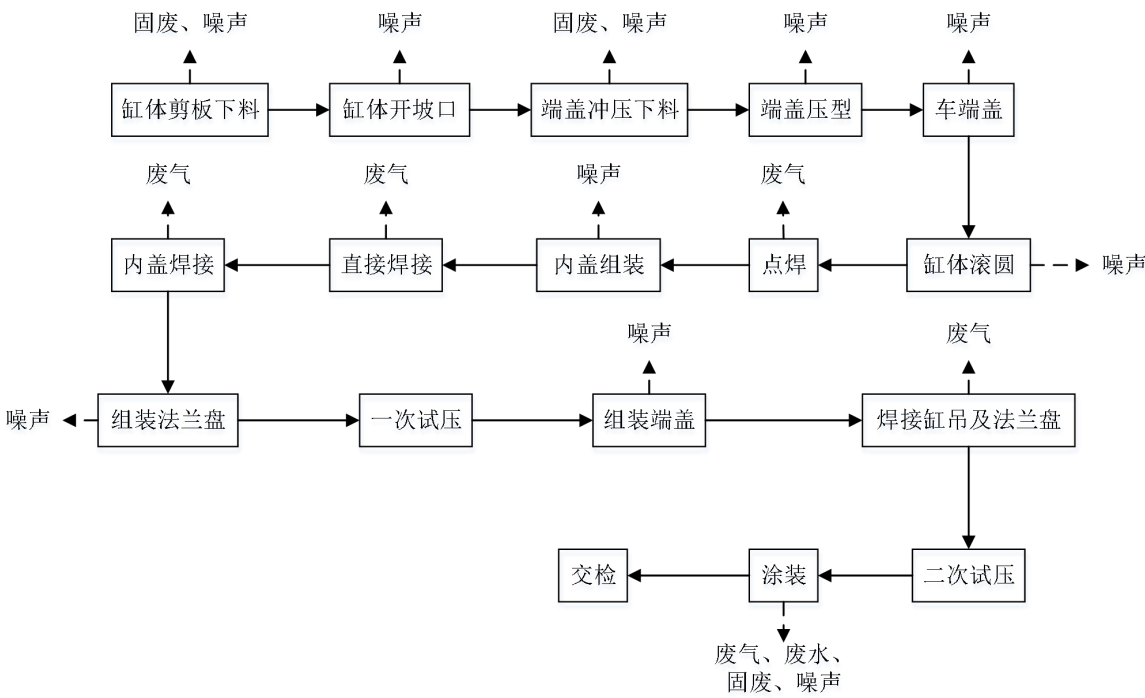 固废、噪声
噪声
固废、噪声
噪声
噪声
缸体剪板下料
缸体开坡口
端盖冲压下料
端盖压型
车端盖
废气
废气
噪声
废气
内盖焊接
直接焊接
内盖组装
点焊
缸体滚圆
噪声
噪声
废气
噪声
组装法兰盘
一次试压
组装端盖
焊接缸吊及法兰盘
交检
涂装
二次试压
废气、废水、
固废、噪声